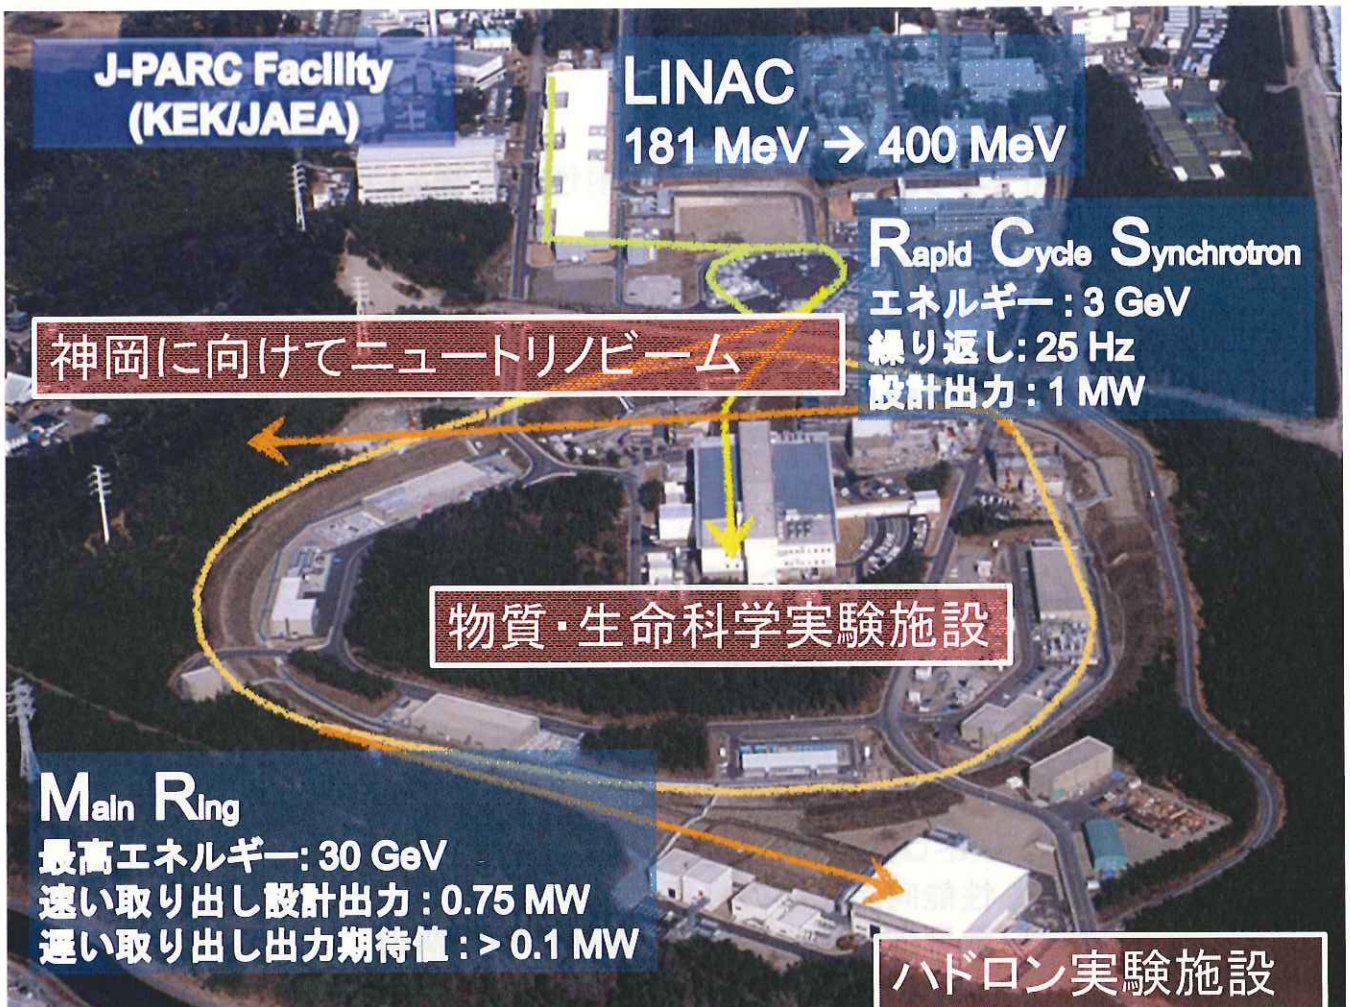 J-PARC Facility
(KEK/JAEA)
LINAC
181 MeV → 400 MeV
Rapid Cycle Synchrotron
エネルギー : 3 GeV
繰り返し: 25 Hz
設計出力 : 1 MW
神岡に向けてニュートリノビーム
物質・生命科学実験施設
Main Ring
最高エネルギー: 30 GeV
速い取り出し設計出力 : 0.75 MW
遅い取り出し出力期待値 : > 0.1 MW
ハドロン実験施設